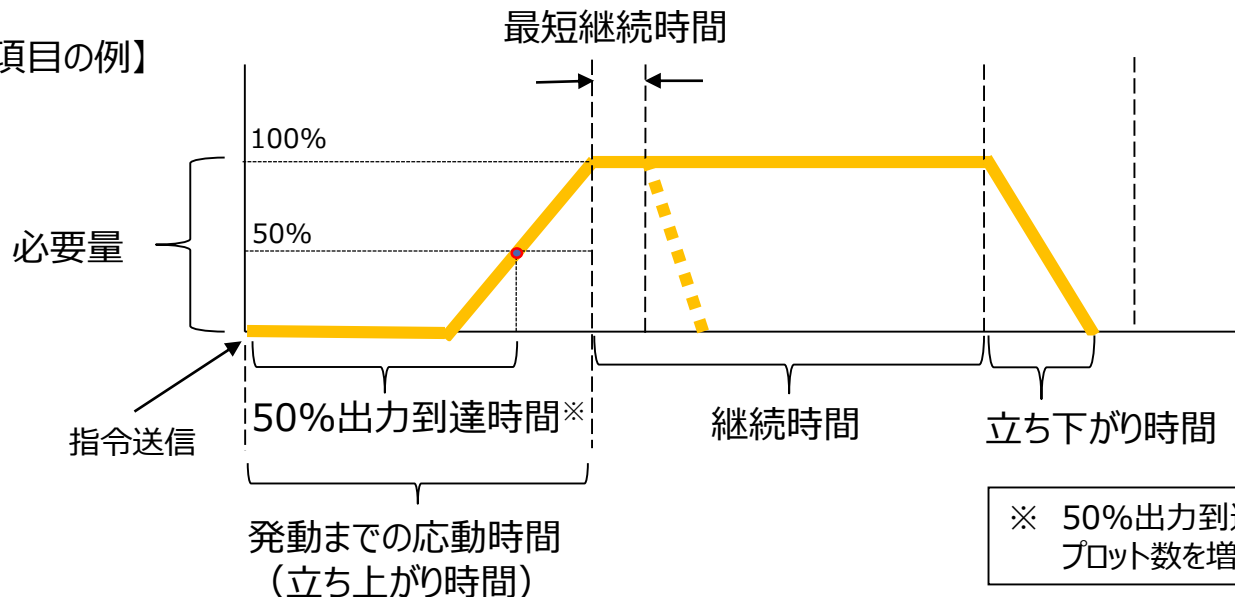 項目の例】
最短継続時間
100%
50%
必要量
指令送信
50%出力到達時間※
継続時間
立ち下がり時間
発動までの応動時間
（立ち上がり時間）
※ 50%出力到
プロット数を増